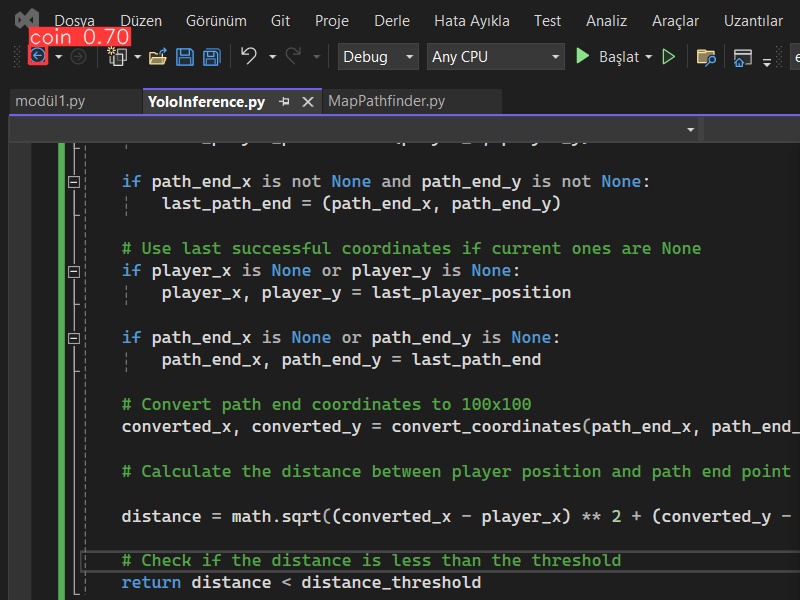 Dosya Düzen Görünüm Git Proje Derle Hata Ayıkla Test Analiz Araçlar Uzantılar
coin 0.70
Debug Any CPU Başlat
modül1.py YoloInference.py MapPathfinder.py
if path_end_x is not None and path_end_y is not None:
last_path_end = (path_end_x, path_end_y)
# Use last successful coordinates if current ones are None
if player_x is None or player_y is None:
player_x, player_y = last_player_position
if path_end_x is None or path_end_y is None:
path_end_x, path_end_y = last_path_end
# Convert path end coordinates to 100x100
converted_x, converted_y = convert_coordinates(path_end_x, path_end_
# Calculate the distance between player position and path end point
distance = math.sqrt((converted_x - player_x) ** 2 + (converted_y -
# Check if the distance is less than the threshold
return distance < distance_threshold